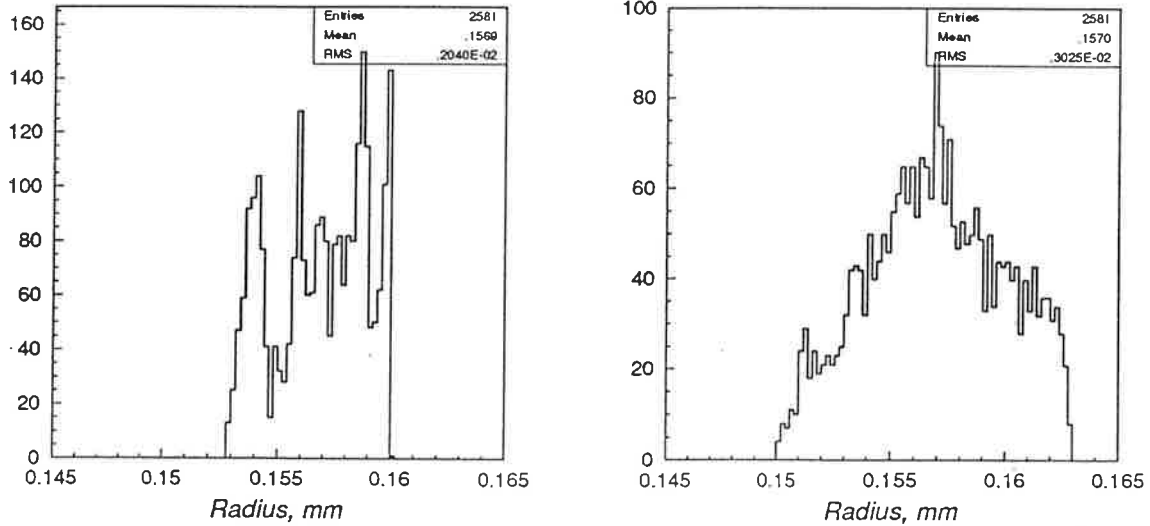 160
140
120
100
80
60
40
20
0
Entries 2581
Mean .1569
RMS .2040E-02
0.145 0.15 0.155 0.16 0.165
Radius, mm
100
80
60
40
20
0
Entries 2581
Mean .1570
RMS .3025E-02
0.145 0.15 0.155 0.16 0.165
Radius, mm